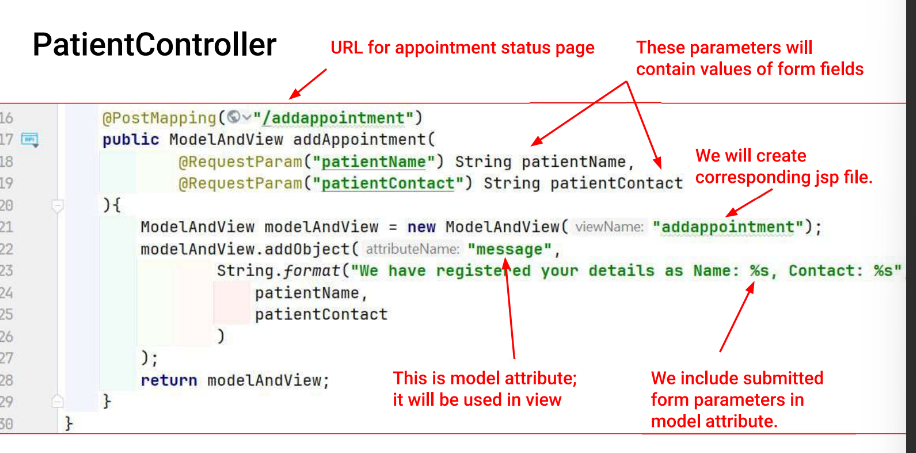 PatientController
URL for appointment status page
These parameters will
contain values of form fields
16 @PostMapping("/addappointment")
17 public ModelAndView addAppointment(
18 @RequestParam("patientName") String patientName,
19 @RequestParam("patientContact") String patientContact
We will create
corresponding jsp file.
20 ){
21 ModelAndView modelAndView = new ModelAndView( viewName: "addappointment");
22 modelAndView.addObject( attributeName: "message",
23 String.format("We have registered your details as Name: %s, Contact: %s"
24 patientName,
25 patientContact
26 )
27 );
28 return modelAndView;
29 }
30 }
This is model attribute;
it will be used in view
We include submitted
form parameters in
model attribute.